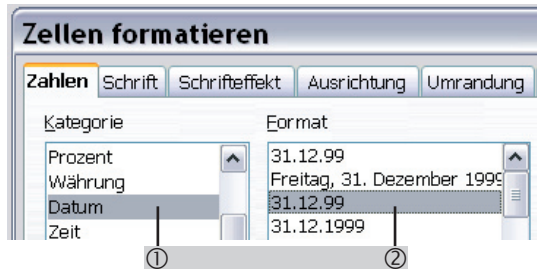 Zellen formatieren
Zahlen Schrift Schrifteffekt Ausrichtung Umrandung
Kategorie
Prozent
Währung
Datum
Zeit
Format
31.12.99
Freitag, 31. Dezember 1999
31.12.99
31.12.1999
① ②